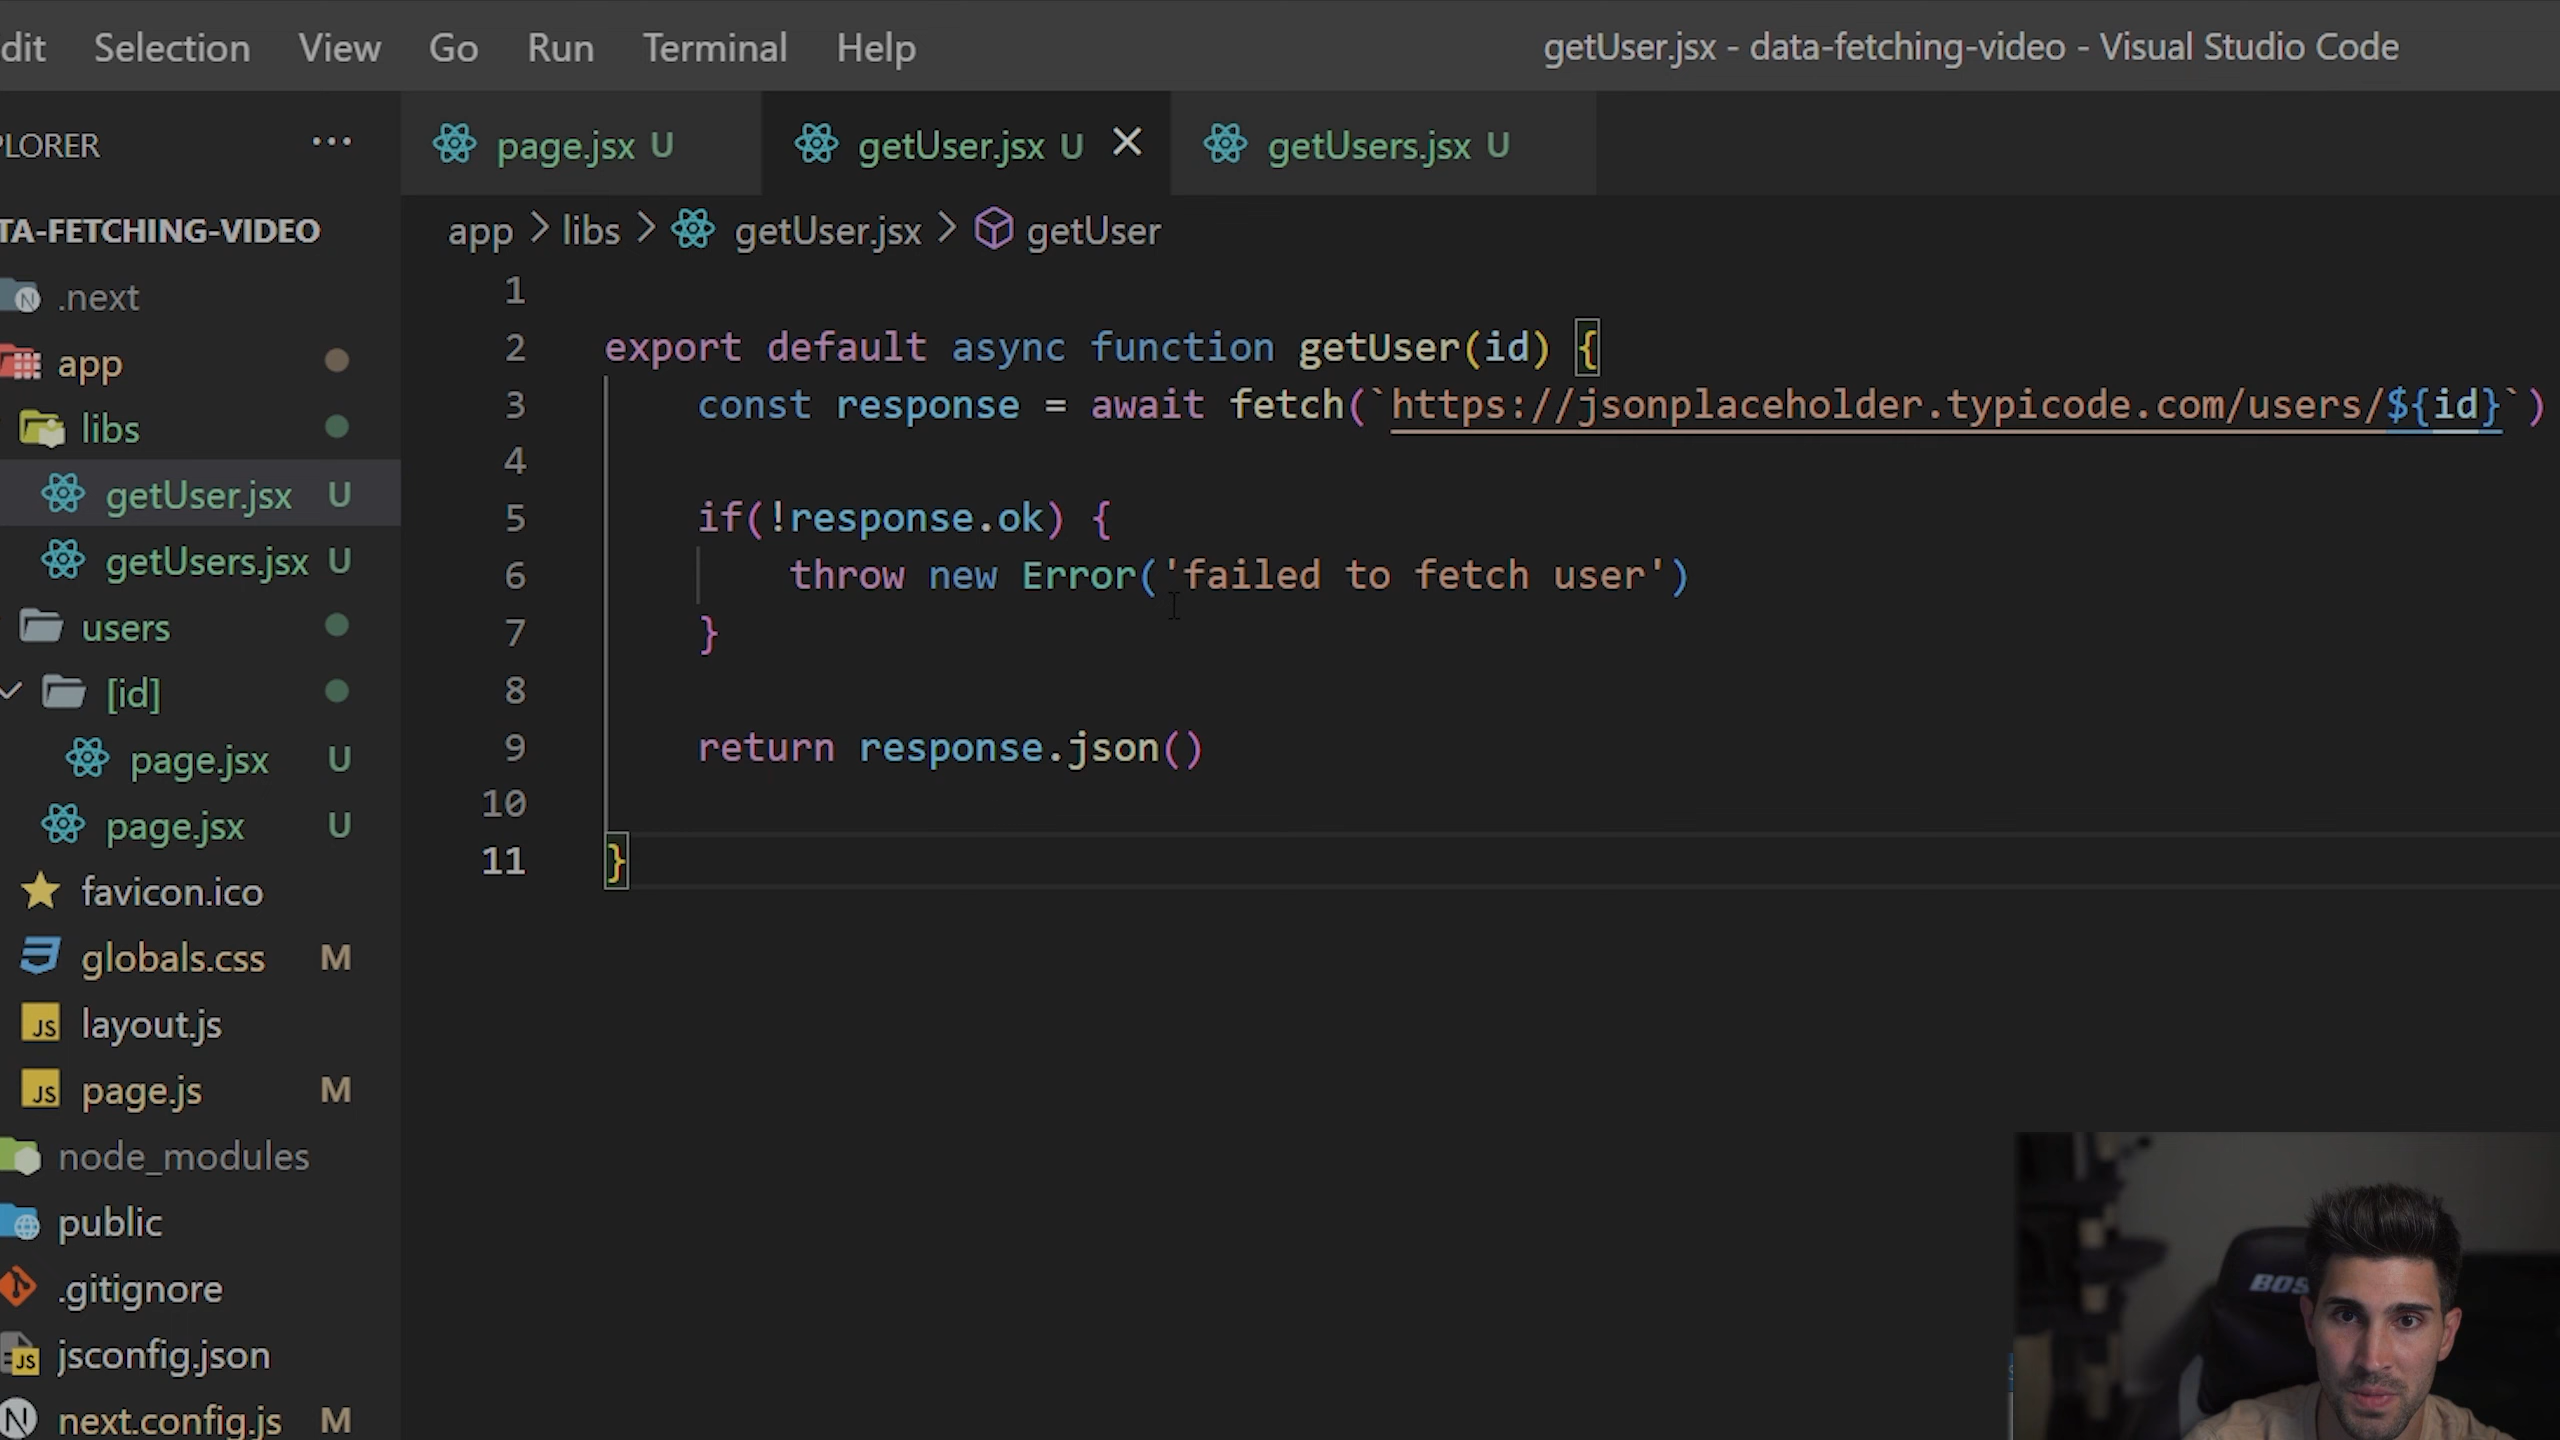 dit Selection View Go Run Terminal Help getUser.jsx - data-fetching-video - Visual Studio Code
PLORER ···
page.jsx U
getUser.jsx U
getUsers.jsx U
TA-FETCHING-VIDEO
app > libs > getUser.jsx > getUser
.next
app
libs
getUser.jsx U
getUsers.jsx U
users
[id]
page.jsx U
page.jsx U
favicon.ico
globals.css M
layout.js
page.js M
node_modules
public
.gitignore
jsconfig.json
next.config.js M
1
2 export default async function getUser(id) {
3 const response = await fetch(`https://jsonplaceholder.typicode.com/users/${id}`)
4
5 if(!response.ok) {
6 throw new Error('failed to fetch user')
7 }
8
9 return response.json()
10
11 }
BOS